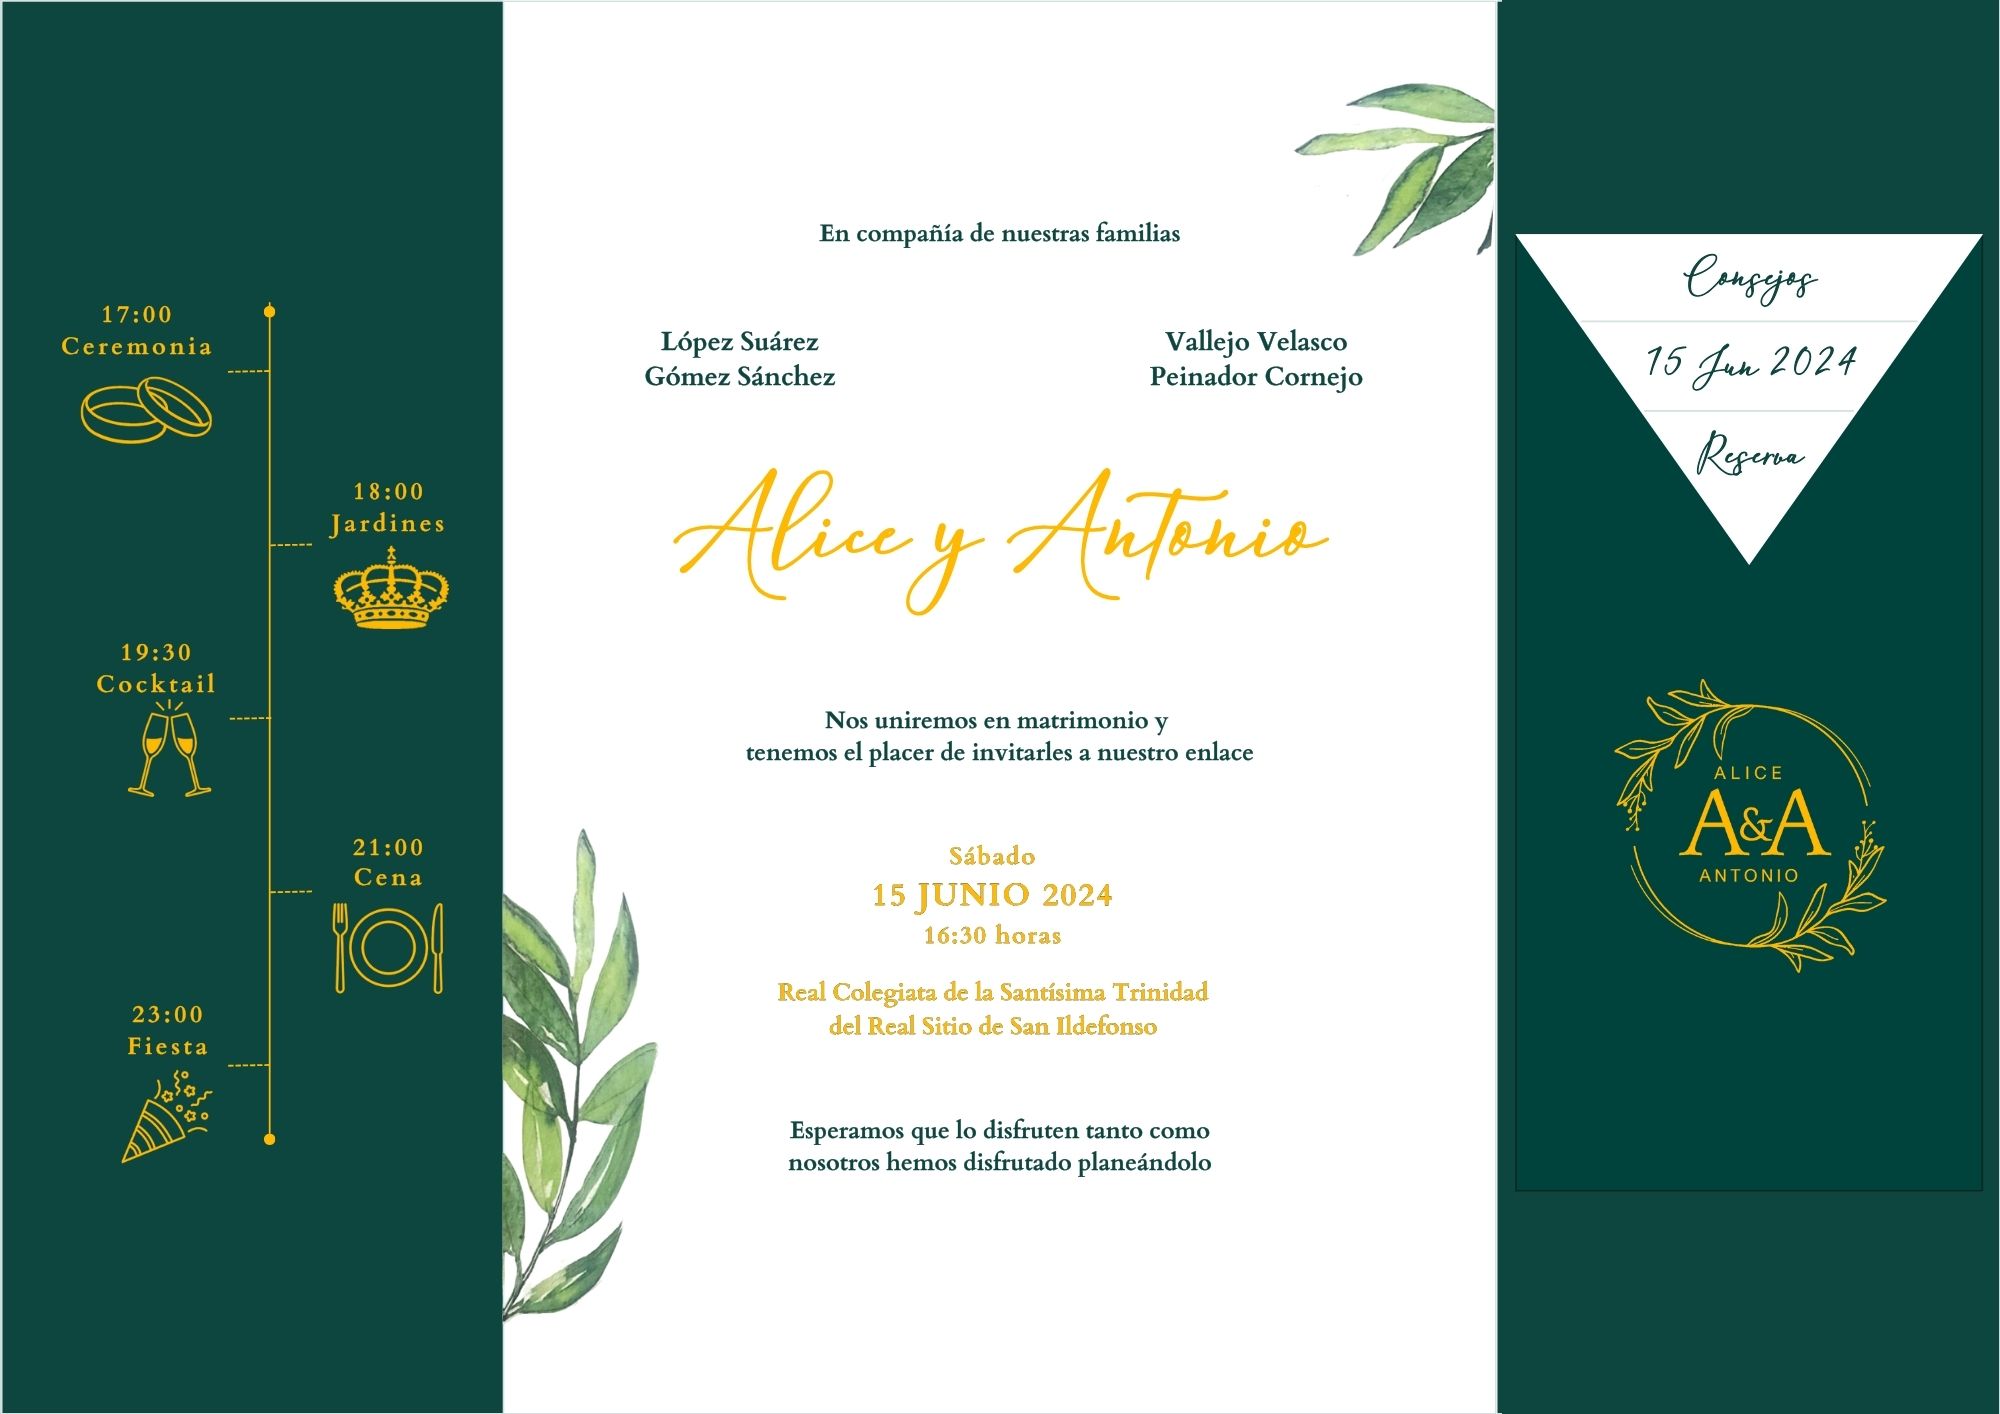 17:00
Ceremonia
18:00
Jardines
19:30
Cocktail
21:00
Cena
23:00
Fiesta
En compañía de nuestras familias
López Suárez
Gómez Sánchez
Vallejo Velasco
Peinador Cornejo
Alice y Antonio
Nos uniremos en matrimonio y
tenemos el placer de invitarles a nuestro enlace
Sábado
15 JUNIO 2024
16:30 horas
Real Colegiata de la Santísima Trinidad
del Real Sitio de San Ildefonso
Esperamos que lo disfruten tanto como
nosotros hemos disfrutado planeándolo
Consejos
15 Jun 2024
Reserva
ALICE
A&A
ANTONIO